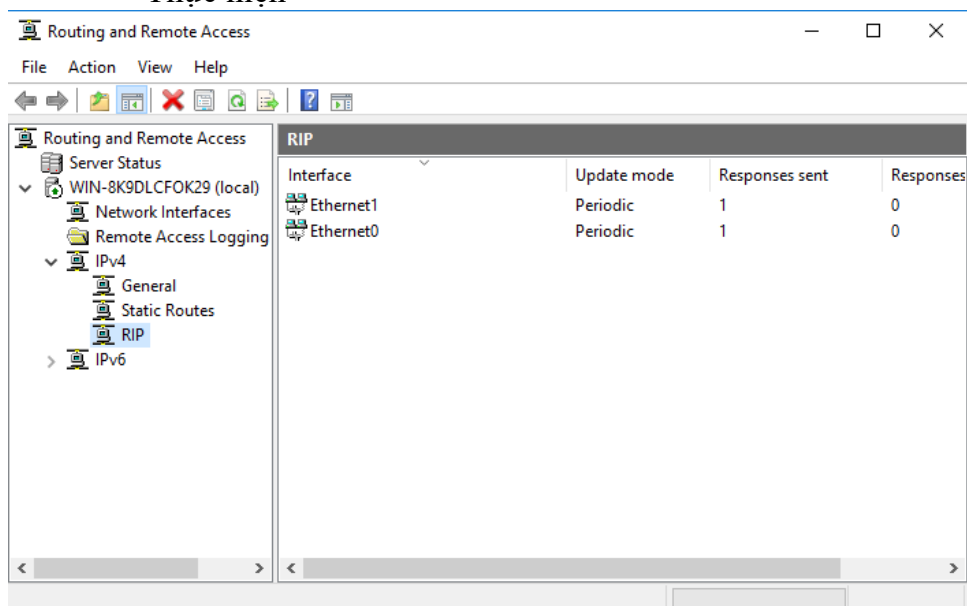 Thực hiện
Routing and Remote Access
File Action View Help
Routing and Remote Access
Server Status
WIN-8K9DLCFOK29 (local)
Network Interfaces
Remote Access Logging
IPv4
General
Static Routes
RIP
IPv6
RIP
Interface Update mode Responses sent Responses
Ethernet1 Periodic 1 0
Ethernet0 Periodic 1 0